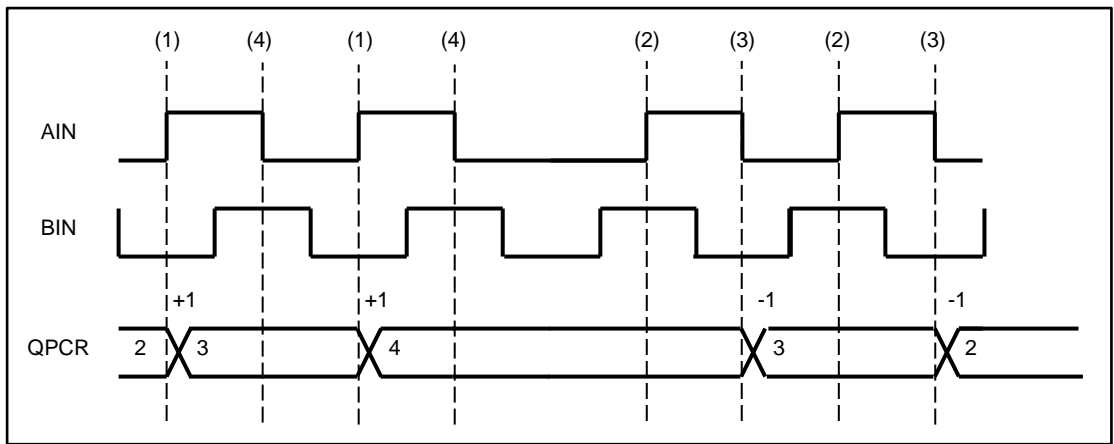 (1) (4) (1) (4) (2) (3) (2) (3)
AIN
BIN
+1 +1 -1 -1
QPCR 2 3 4 3 2